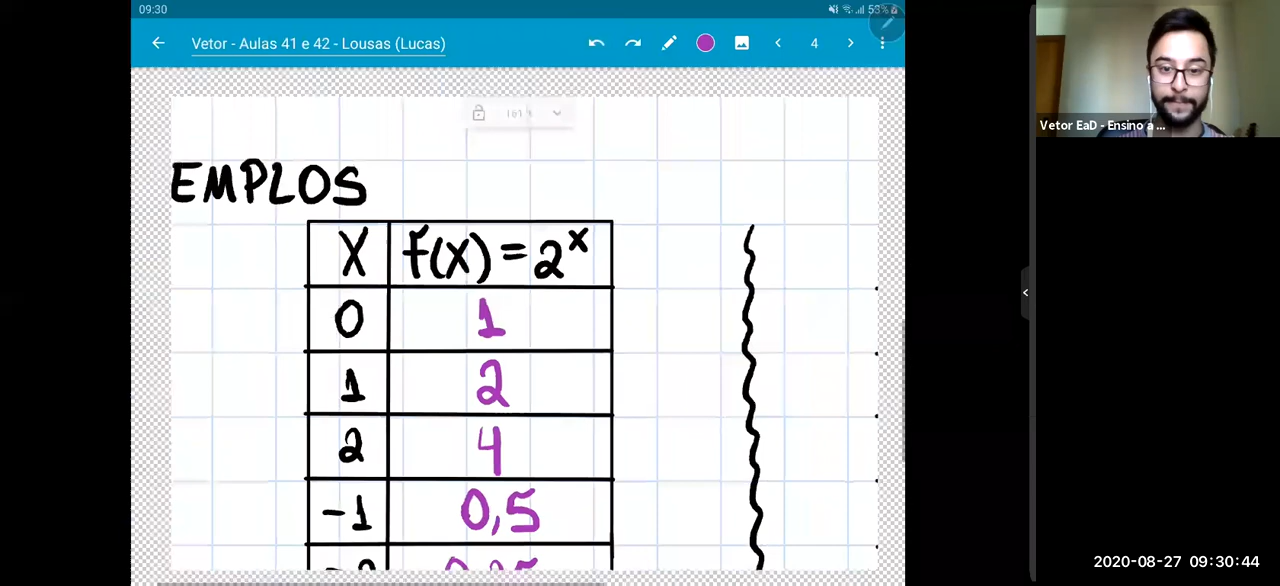 09:30
53%
Vetor - Aulas 41 e 42 - Lousas (Lucas)
4
Vetor EaD - Ensino a ...
EMPLOS
X f(x) = 2^x
0 1
1 2
2 4
-1 0,5
2020-08-27 09:30:44